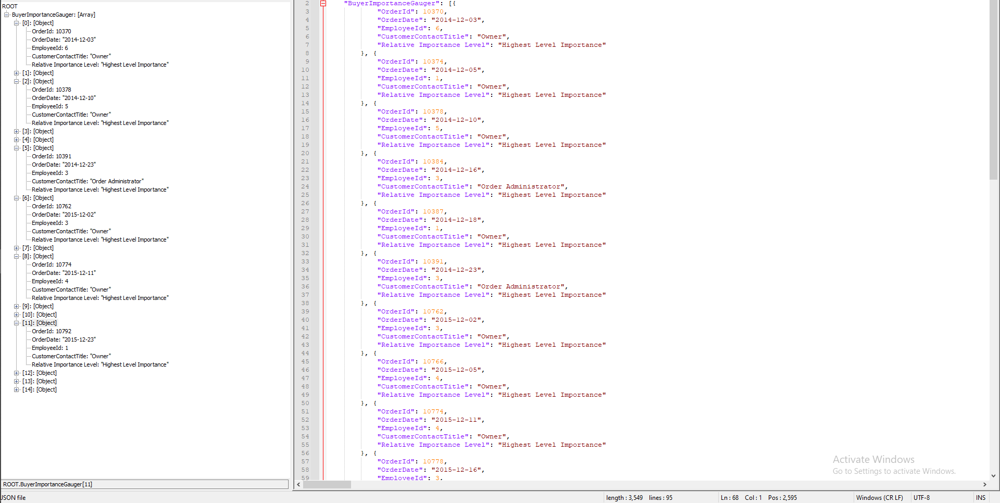 ROOT
BuyerImportanceGauger: [Array]
[0]: [Object]
OrderId: 10370
OrderDate: "2014-12-03"
EmployeeId: 6
CustomerContactTitle: "Owner"
Relative Importance Level: "Highest Level Importance"
[1]: [Object]
[2]: [Object]
OrderId: 10378
OrderDate: "2014-12-10"
EmployeeId: 5
CustomerContactTitle: "Owner"
Relative Importance Level: "Highest Level Importance"
[3]: [Object]
[4]: [Object]
[5]: [Object]
OrderId: 10391
OrderDate: "2014-12-23"
EmployeeId: 3
CustomerContactTitle: "Order Administrator"
Relative Importance Level: "Highest Level Importance"
[6]: [Object]
OrderId: 10762
OrderDate: "2015-12-02"
EmployeeId: 3
CustomerContactTitle: "Owner"
Relative Importance Level: "Highest Level Importance"
[7]: [Object]
[8]: [Object]
OrderId: 10774
OrderDate: "2015-12-11"
EmployeeId: 4
CustomerContactTitle: "Owner"
Relative Importance Level: "Highest Level Importance"
[9]: [Object]
[10]: [Object]
[11]: [Object]
OrderId: 10792
OrderDate: "2015-12-23"
EmployeeId: 1
CustomerContactTitle: "Owner"
Relative Importance Level: "Highest Level Importance"
[12]: [Object]
[13]: [Object]
[14]: [Object]
ROOT.BuyerImportanceGauger[11]
2 "BuyerImportanceGauger": [{
3 "OrderId": 10370,
4 "OrderDate": "2014-12-03",
5 "EmployeeId": 6,
6 "CustomerContactTitle": "Owner",
7 "Relative Importance Level": "Highest Level Importance"
8 }, {
9 "OrderId": 10374,
10 "OrderDate": "2014-12-05",
11 "EmployeeId": 1,
12 "CustomerContactTitle": "Owner",
13 "Relative Importance Level": "Highest Level Importance"
14 }, {
15 "OrderId": 10378,
16 "OrderDate": "2014-12-10",
17 "EmployeeId": 5,
18 "CustomerContactTitle": "Owner",
19 "Relative Importance Level": "Highest Level Importance"
20 }, {
21 "OrderId": 10384,
22 "OrderDate": "2014-12-16",
23 "EmployeeId": 3,
24 "CustomerContactTitle": "Order Administrator",
25 "Relative Importance Level": "Highest Level Importance"
26 }, {
27 "OrderId": 10387,
28 "OrderDate": "2014-12-18",
29 "EmployeeId": 1,
30 "CustomerContactTitle": "Owner",
31 "Relative Importance Level": "Highest Level Importance"
32 }, {
33 "OrderId": 10391,
34 "OrderDate": "2014-12-23",
35 "EmployeeId": 3,
36 "CustomerContactTitle": "Order Administrator",
37 "Relative Importance Level": "Highest Level Importance"
38 }, {
39 "OrderId": 10762,
40 "OrderDate": "2015-12-02",
41 "EmployeeId": 3,
42 "CustomerContactTitle": "Owner",
43 "Relative Importance Level": "Highest Level Importance"
44 }, {
45 "OrderId": 10766,
46 "OrderDate": "2015-12-05",
47 "EmployeeId": 4,
48 "CustomerContactTitle": "Owner",
49 "Relative Importance Level": "Highest Level Importance"
50 }, {
51 "OrderId": 10774,
52 "OrderDate": "2015-12-11",
53 "EmployeeId": 4,
54 "CustomerContactTitle": "Owner",
55 "Relative Importance Level": "Highest Level Importance"
56 }, {
57 "OrderId": 10778,
58 "OrderDate": "2015-12-16",
59 "EmployeeId": 3,
Activate Windows
Go to Settings to activate Windows.
JSON file length : 3,549 lines : 95 Ln : 68 Col : 1 Pos : 2,595 Windows (CR LF) UTF-8 INS